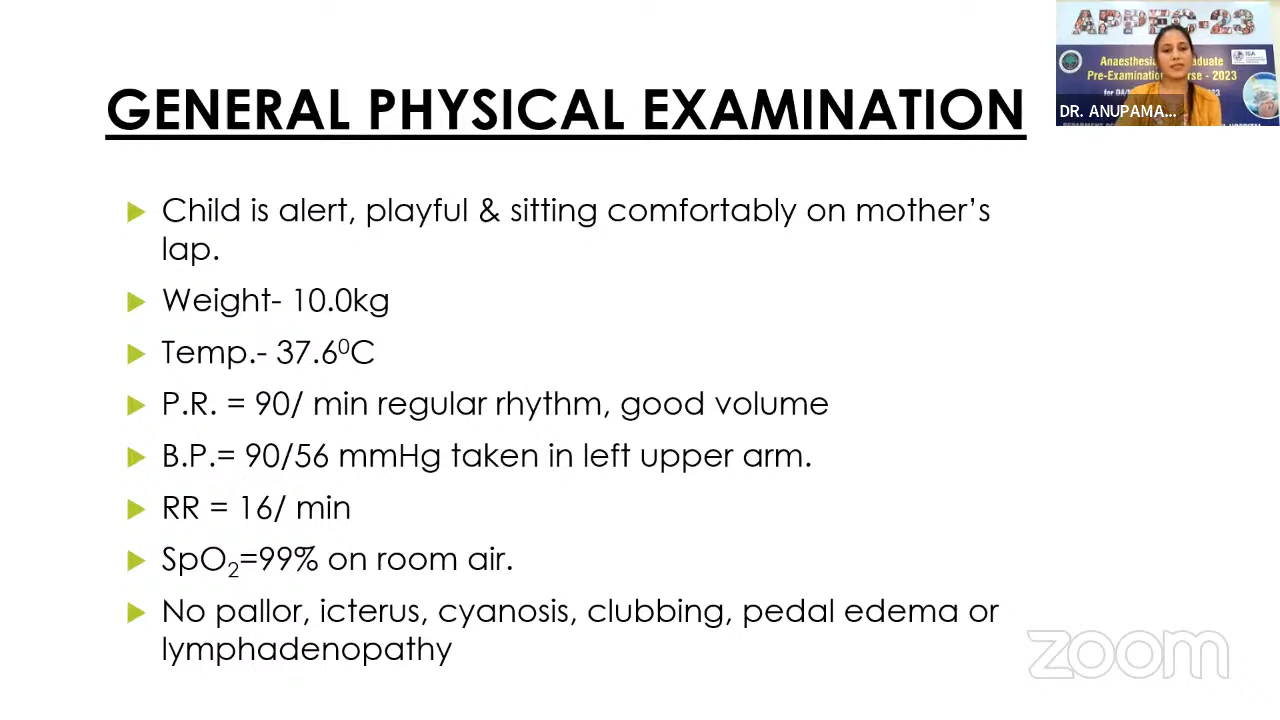 GENERAL PHYSICAL EXAMINATION
Child is alert, playful & sitting comfortably on mother's
lap.
Weight- 10.0kg
Temp.- 37.6⁰C
P.R. = 90/ min regular rhythm, good volume
B.P.= 90/56 mmHg taken in left upper arm.
RR = 16/ min
SpO₂=99% on room air.
No pallor, icterus, cyanosis, clubbing, pedal edema or
lymphadenopathy
APPEC-23
ISA
Pre-Examination
- 2023
DR. ANUPAMA...
zoom